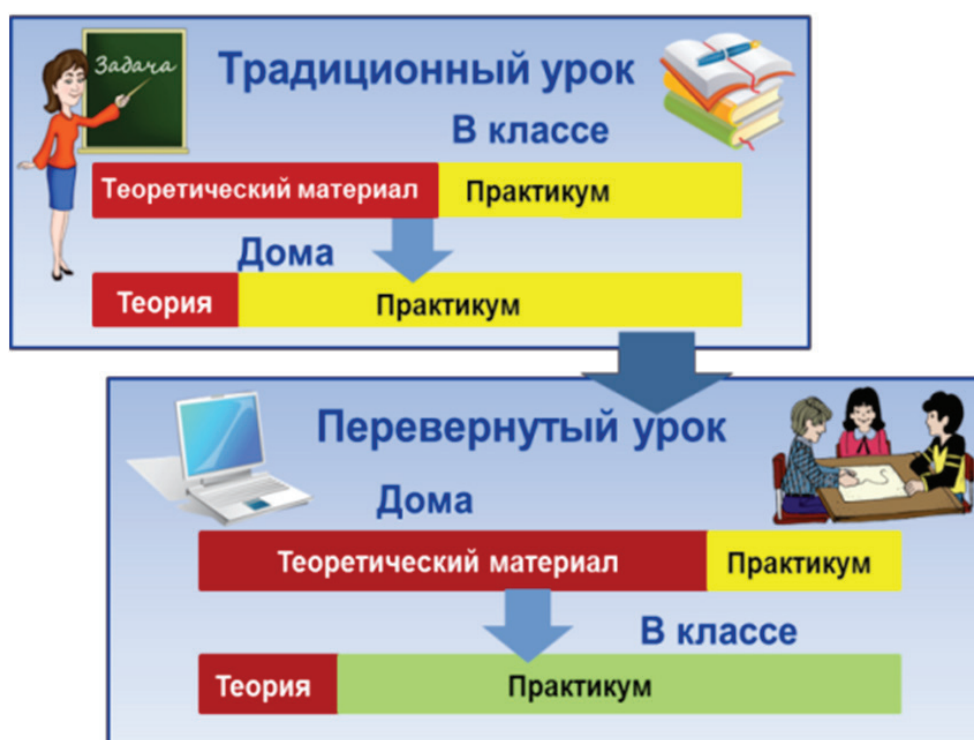 Задача
Традиционный урок
В классе
Теоретический материал
Практикум
Дома
Теория
Практикум
Перевернутый урок
Дома
Теоретический материал
Практикум
В классе
Теория
Практикум